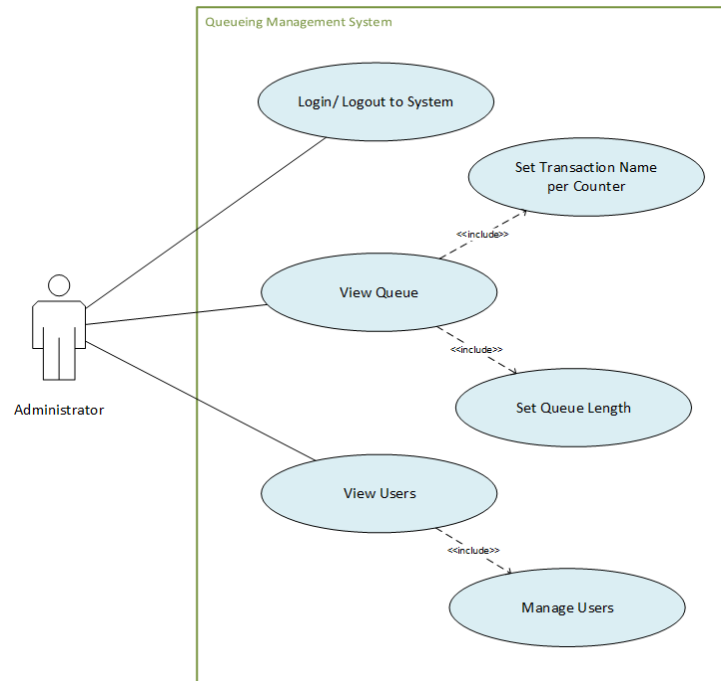 Queueing Management System
Login/ Logout to System
Set Transaction Name
per Counter
<<include>>
View Queue
<<include>>
Administrator
Set Queue Length
View Users
<<include>>
Manage Users